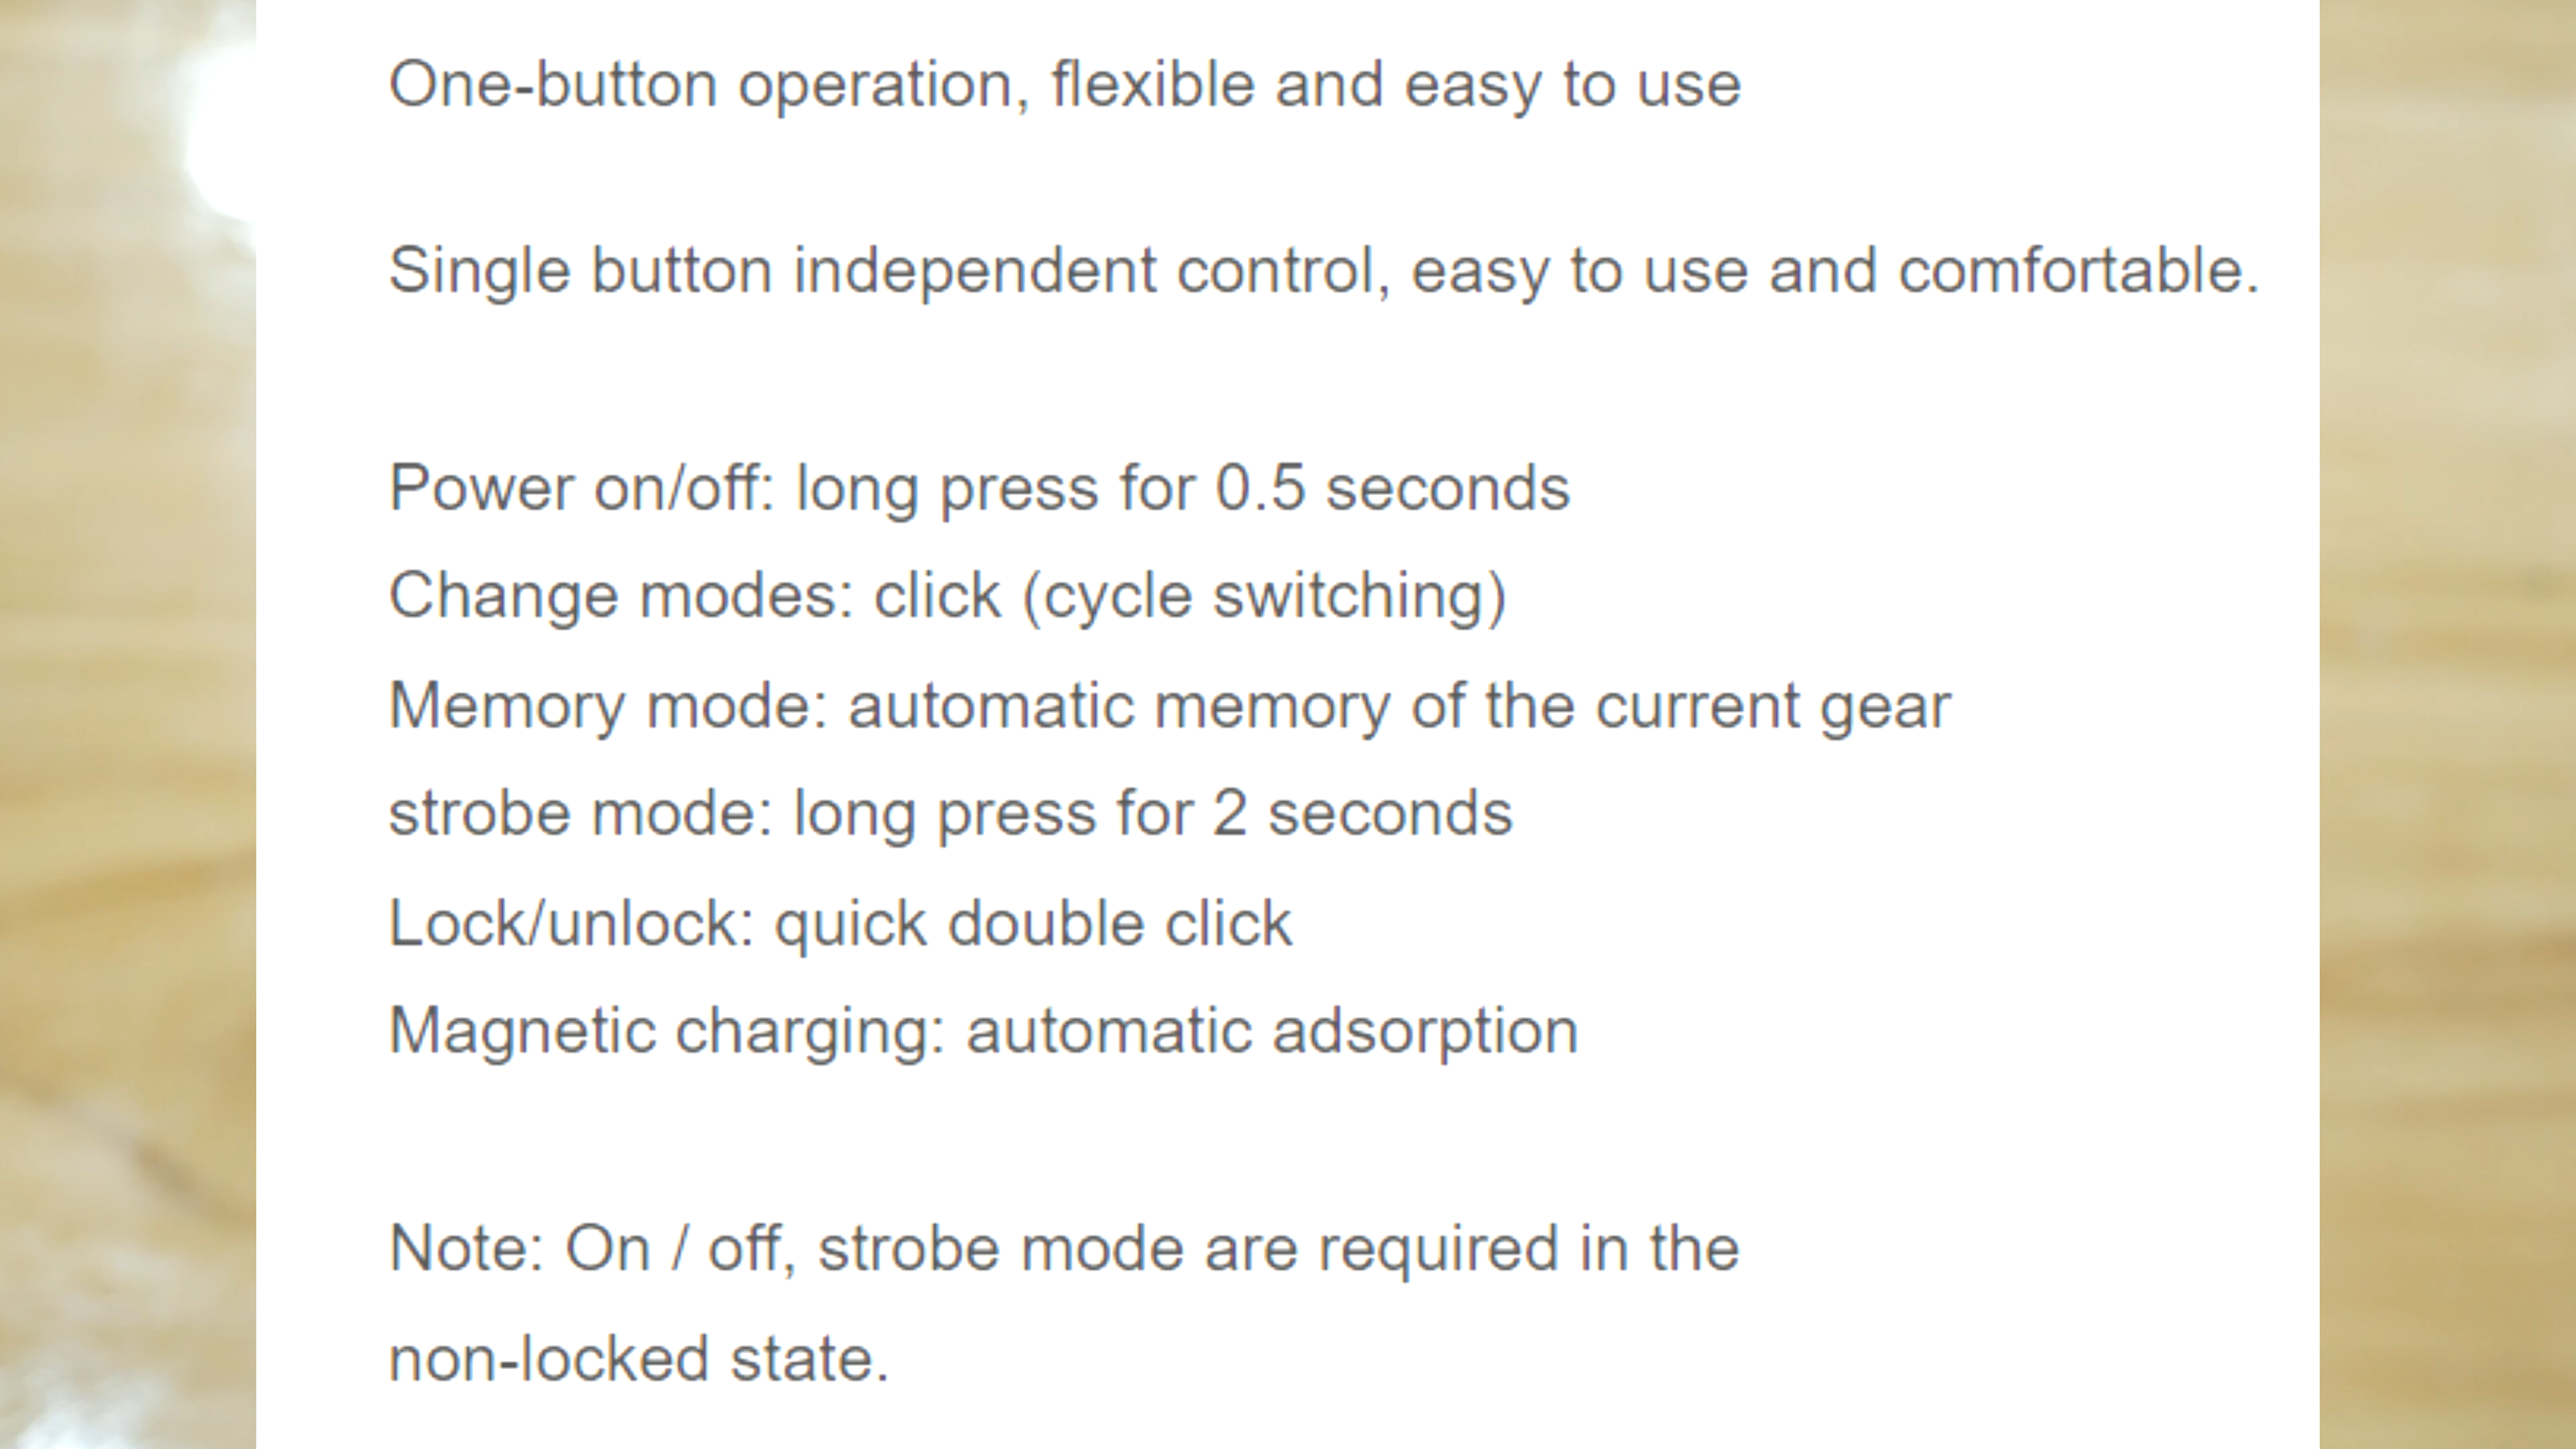 One-button operation, flexible and easy to use
Single button independent control, easy to use and comfortable.
Power on/off: long press for 0.5 seconds
Change modes: click (cycle switching)
Memory mode: automatic memory of the current gear
strobe mode: long press for 2 seconds
Lock/unlock: quick double click
Magnetic charging: automatic adsorption
Note: On / off, strobe mode are required in the
non-locked state.